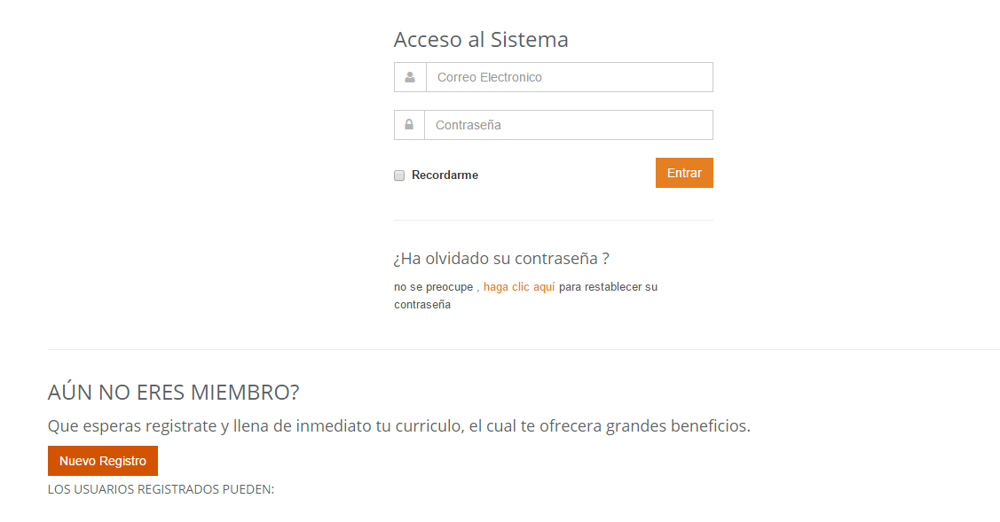 Acceso al Sistema
Correo Electronico
Contraseña
Recordarme
Entrar
¿Ha olvidado su contraseña ?
no se preocupe , haga clic aquí para restablecer su
contraseña
AÚN NO ERES MIEMBRO?
Que esperas registrate y llena de inmediato tu curriculo, el cual te ofrecera grandes beneficios.
Nuevo Registro
LOS USUARIOS REGISTRADOS PUEDEN: